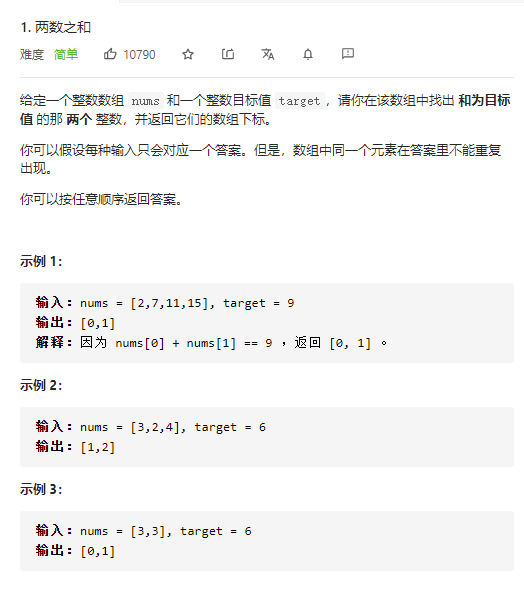 1. 两数之和
难度 简单 10790
给定一个整数数组 nums 和一个整数目标值 target，请你在该数组中找出 和为目标
值 的那 两个 整数，并返回它们的数组下标。
你可以假设每种输入只会对应一个答案。但是，数组中同一个元素在答案里不能重复
出现。
你可以按任意顺序返回答案。
示例 1：
输入：nums = [2,7,11,15], target = 9
输出：[0,1]
解释：因为 nums[0] + nums[1] == 9 ，返回 [0, 1] 。
示例 2：
输入：nums = [3,2,4], target = 6
输出：[1,2]
示例 3：
输入：nums = [3,3], target = 6
输出：[0,1]